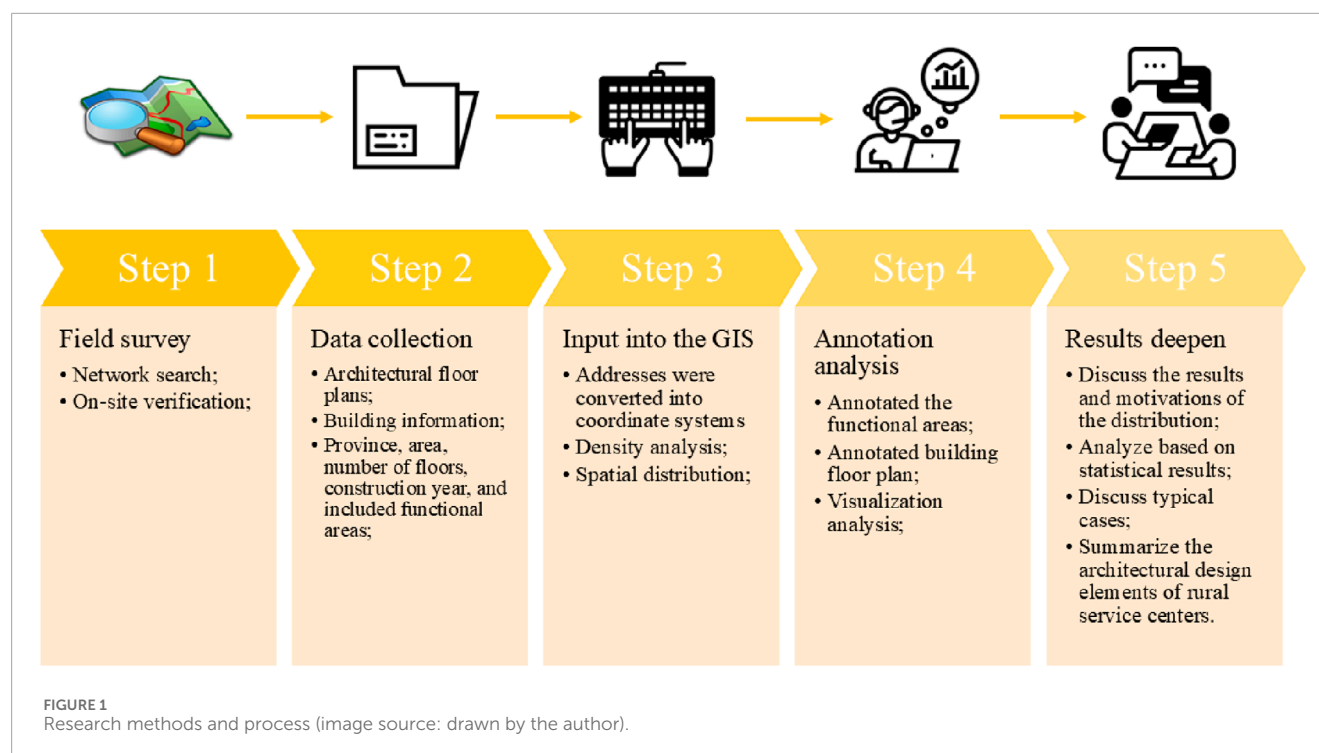 Step 1
Step 2
Step 3
Step 4
Step 5
Field survey
• Network search;
• On-site verification;
Data collection
• Architectural floor
plans;
• Building information;
• Province, area,
number of floors,
construction year, and
included functional
areas;
Input into the GIS
• Addresses were
converted into
coordinate systems
• Density analysis;
• Spatial distribution;
Annotation
analysis
• Annotated the
functional areas;
• Annotated building
floor plan;
• Visualization
analysis;
Results deepen
• Discuss the results
and motivations of
the distribution;
• Analyze based on
statistical results;
• Discuss typical
cases;
• Summarize the
architectural design
elements of rural
service centers.
FIGURE 1
Research methods and process (image source: drawn by the author).